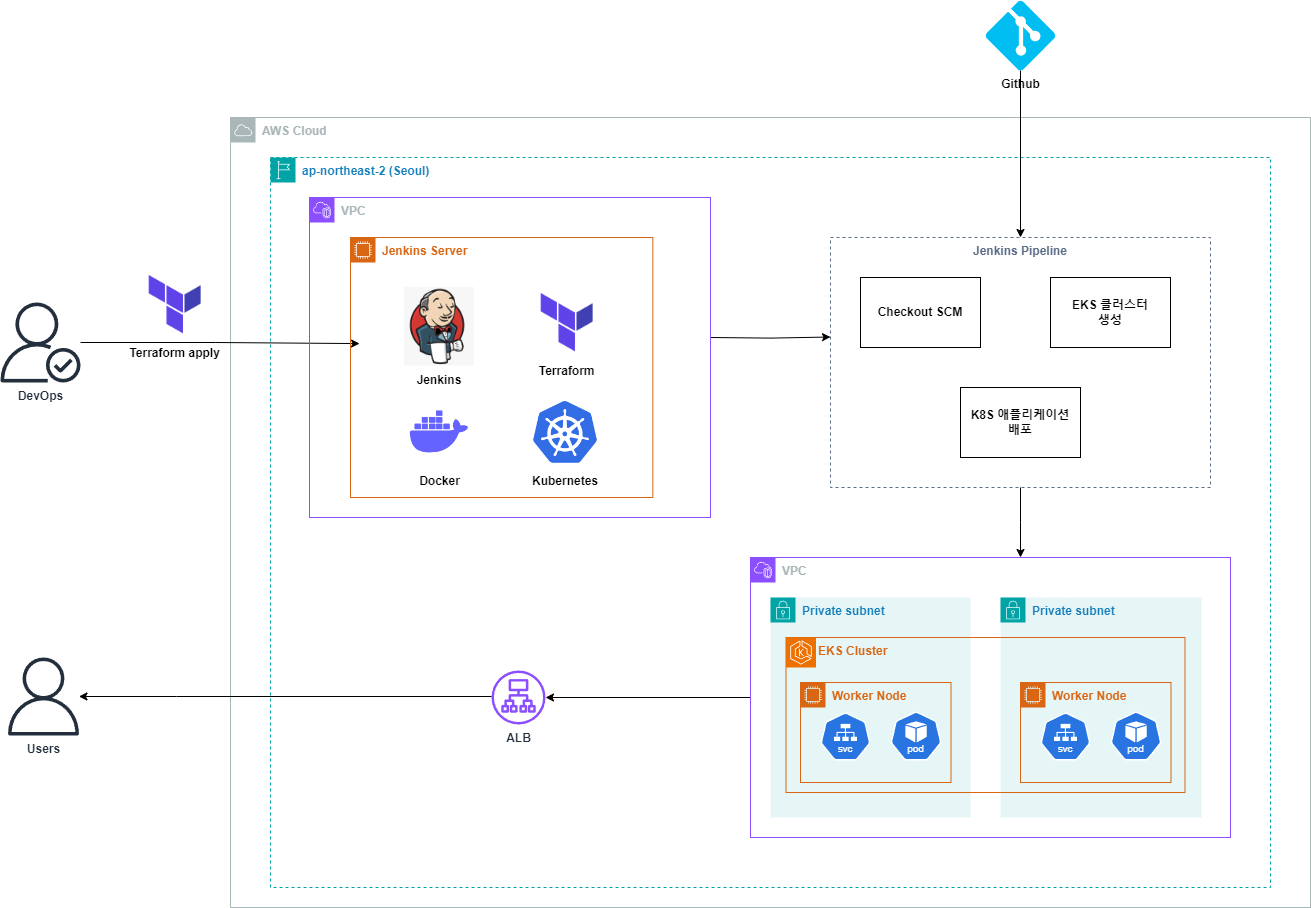 Github
AWS Cloud
ap-northeast-2 (Seoul)
VPC
Jenkins Server
Jenkins
Terraform
Docker
Kubernetes
Terraform apply
DevOps
Jenkins Pipeline
Checkout SCM
EKS 클러스터
생성
K8S 애플리케이션
배포
VPC
Private subnet
Private subnet
EKS Cluster
Worker Node
svc
pod
Worker Node
svc
pod
ALB
Users